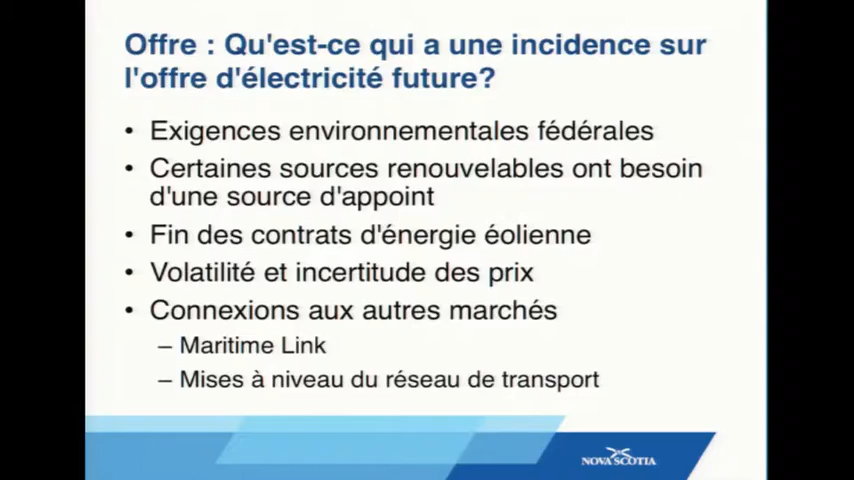 Offre : Qu'est-ce qui a une incidence sur
l'offre d'électricité future?
• Exigences environnementales fédérales
• Certaines sources renouvelables ont besoin
d'une source d'appoint
• Fin des contrats d'énergie éolienne
• Volatilité et incertitude des prix
• Connexions aux autres marchés
– Maritime Link
– Mises à niveau du réseau de transport
NOVA SCOTIA